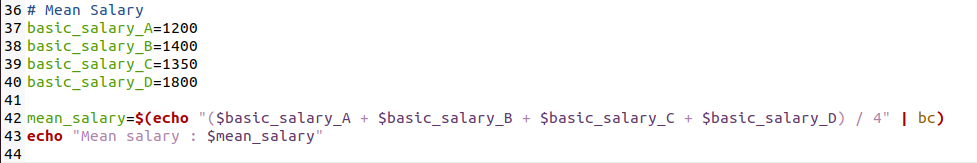 36 # Mean Salary
37 basic_salary_A=1200
38 basic_salary_B=1400
39 basic_salary_C=1350
40 basic_salary_D=1800
41
42 mean_salary=$(echo "($basic_salary_A + $basic_salary_B + $basic_salary_C + $basic_salary_D) / 4" | bc)
43 echo "Mean salary : $mean_salary"
44